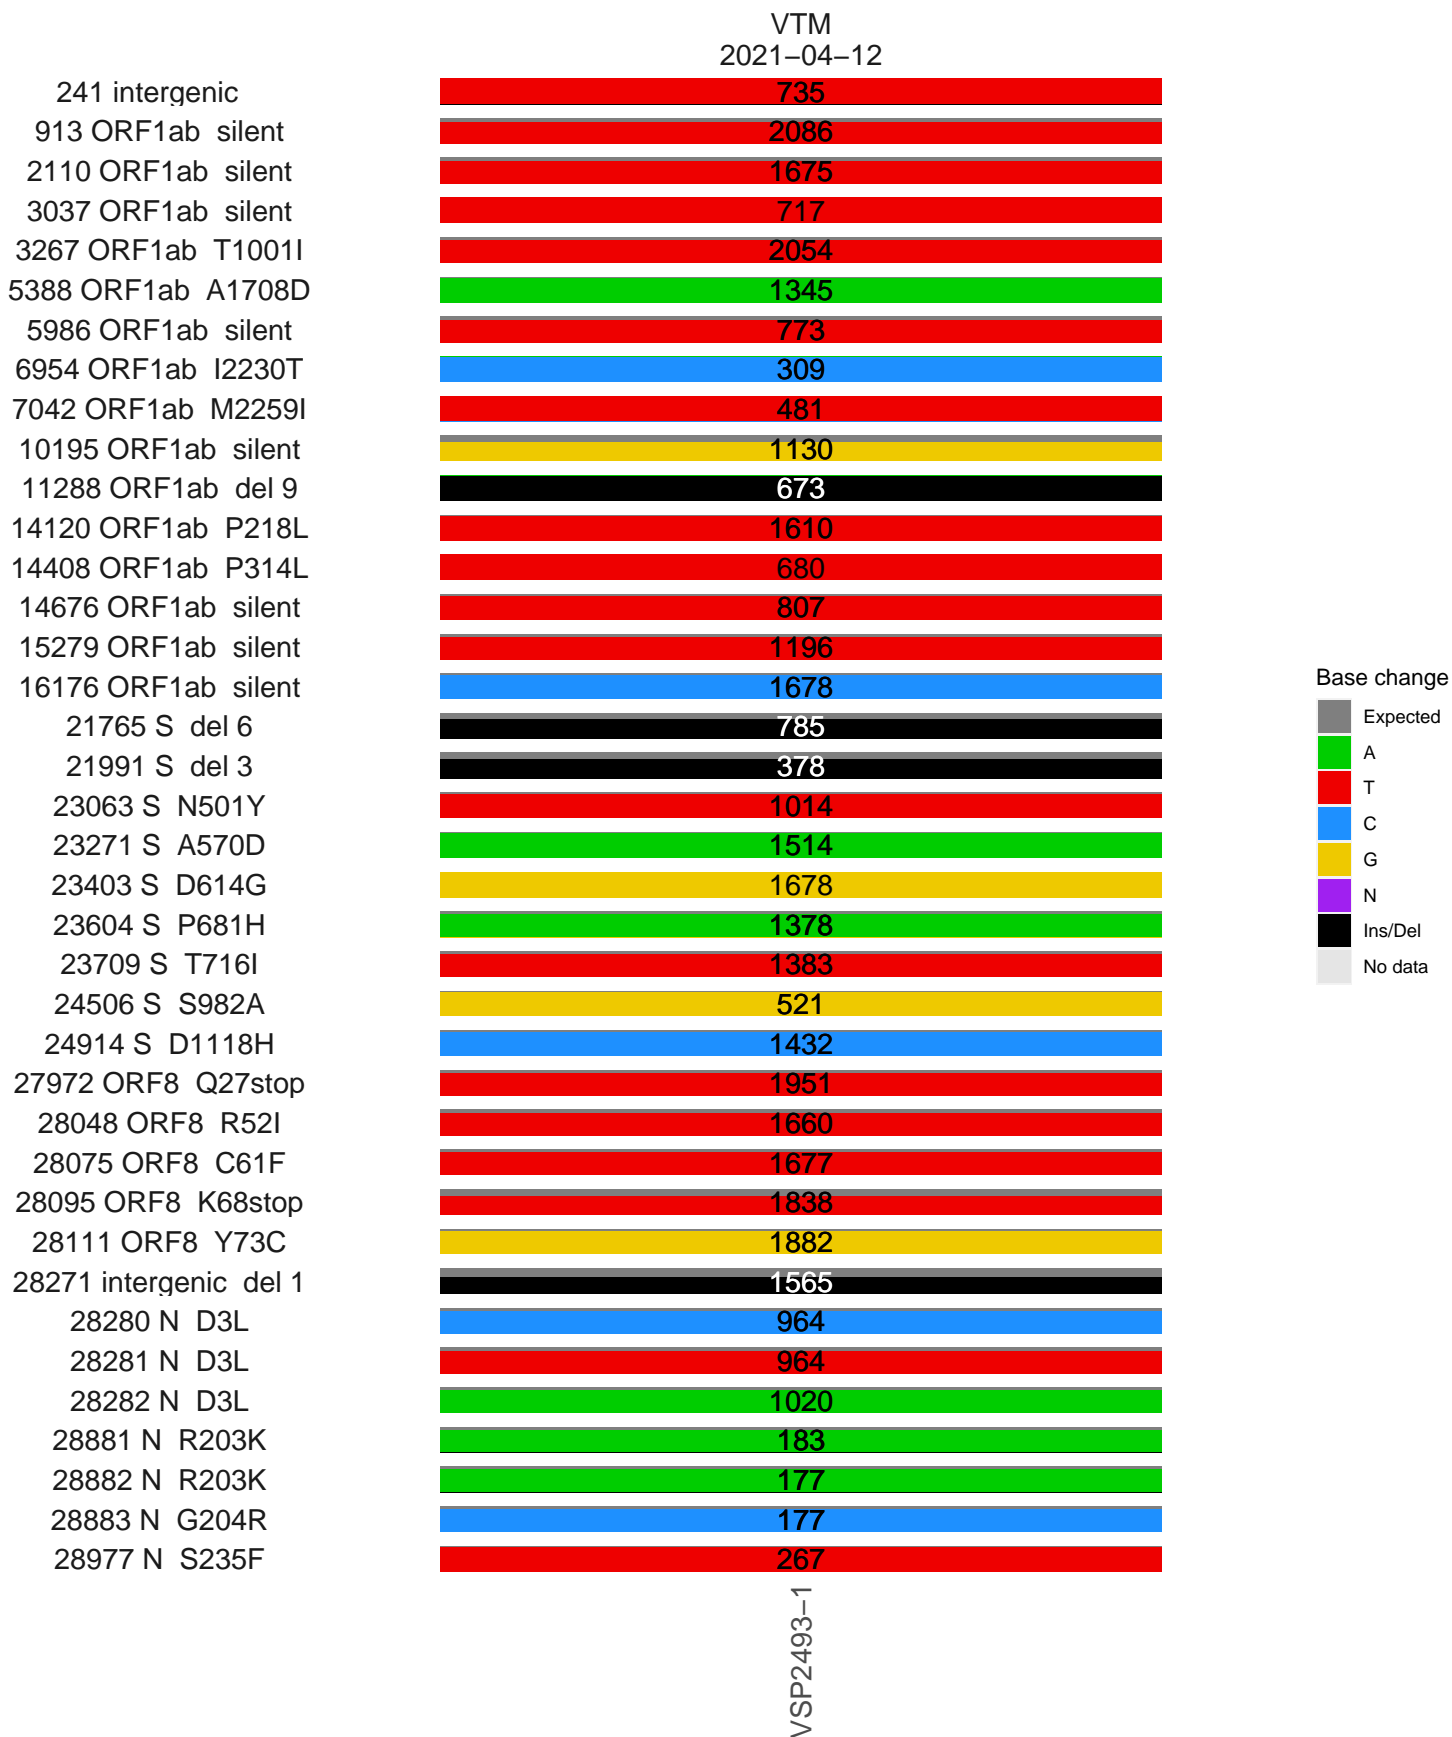 VTM
2021−04−12
241 intergenic 735
913 ORF1ab silent 2086
2110 ORF1ab silent 1675
3037 ORF1ab silent 717
3267 ORF1ab T1001I 2054
5388 ORF1ab A1708D 1345
5986 ORF1ab silent 773
6954 ORF1ab I2230T 309
7042 ORF1ab M2259I 481
10195 ORF1ab silent 1130
11288 ORF1ab del 9 673
14120 ORF1ab P218L 1610
14408 ORF1ab P314L 680
14676 ORF1ab silent 807
15279 ORF1ab silent 1196
16176 ORF1ab silent 1678
21765 S del 6 785
21991 S del 3 378
23063 S N501Y 1014
23271 S A570D 1514
23403 S D614G 1678
23604 S P681H 1378
23709 S T716I 1383
24506 S S982A 521
24914 S D1118H 1432
27972 ORF8 Q27stop 1951
28048 ORF8 R52I 1660
28075 ORF8 C61F 1677
28095 ORF8 K68stop 1838
28111 ORF8 Y73C 1882
28271 intergenic del 1 1565
28280 N D3L 964
28281 N D3L 964
28282 N D3L 1020
28881 N R203K 183
28882 N R203K 177
28883 N G204R 177
28977 N S235F 267
VSP2493−1
Base change
Expected
A
T
C
G
N
Ins/Del
No data